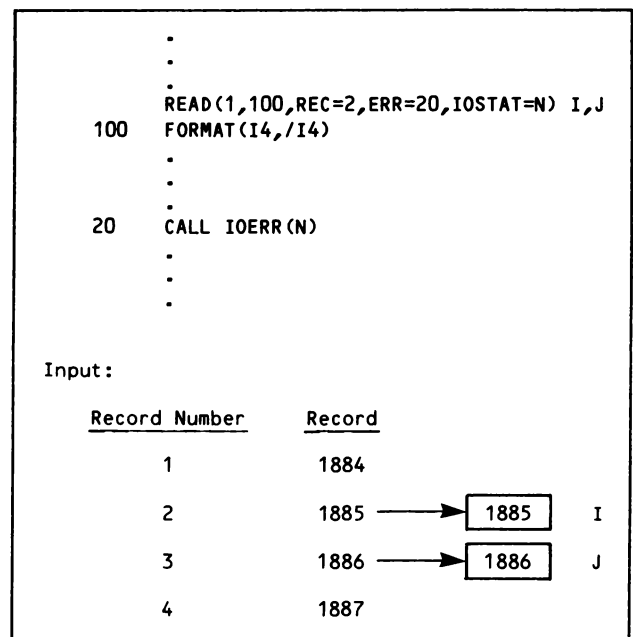 .
.
.
READ(1,100,REC=2,ERR=20,IOSTAT=N) I,J
100 FORMAT(I4,/I4)
.
.
.
20 CALL IOERR(N)
.
.
.
Input:
Record Number Record
1 1884
2 1885 1885 I
3 1886 1886 J
4 1887